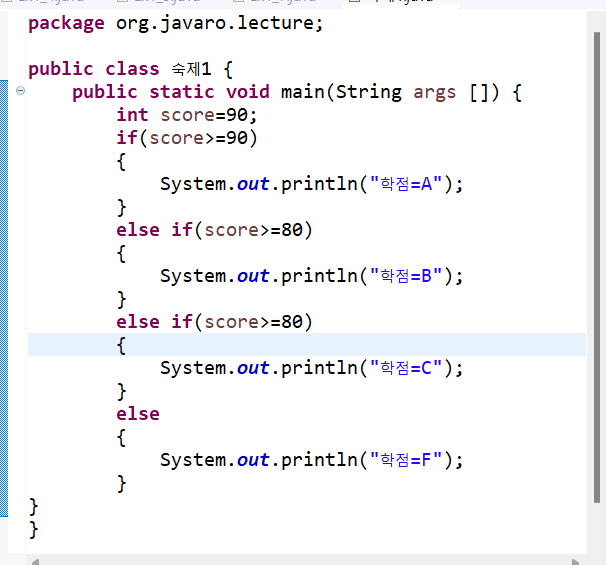 package org.javaro.lecture;
public class 숙제1 {
public static void main(String args []) {
int score=90;
if(score>=90)
{
System.out.println("학점=A");
}
else if(score>=80)
{
System.out.println("학점=B");
}
else if(score>=80)
{
System.out.println("학점=C");
}
else
{
System.out.println("학점=F");
}
}
}